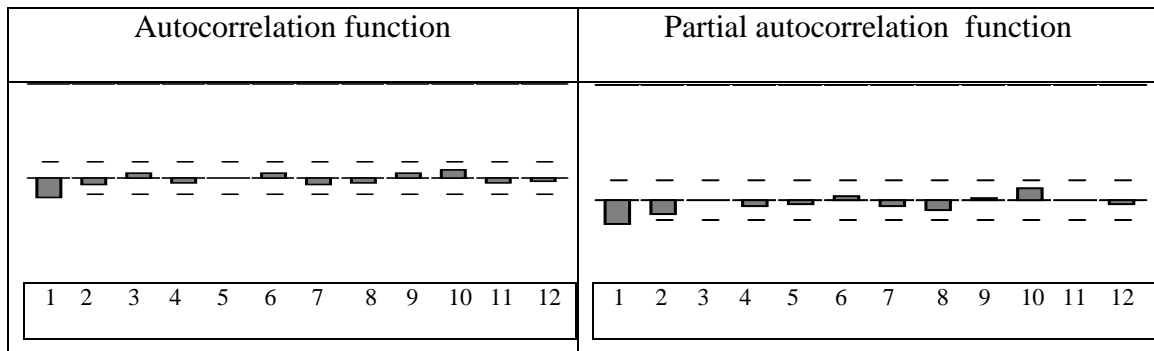 Autocorrelation function
Partial autocorrelation function
1 2 3 4 5 6 7 8 9 10 11 12
1 2 3 4 5 6 7 8 9 10 11 12